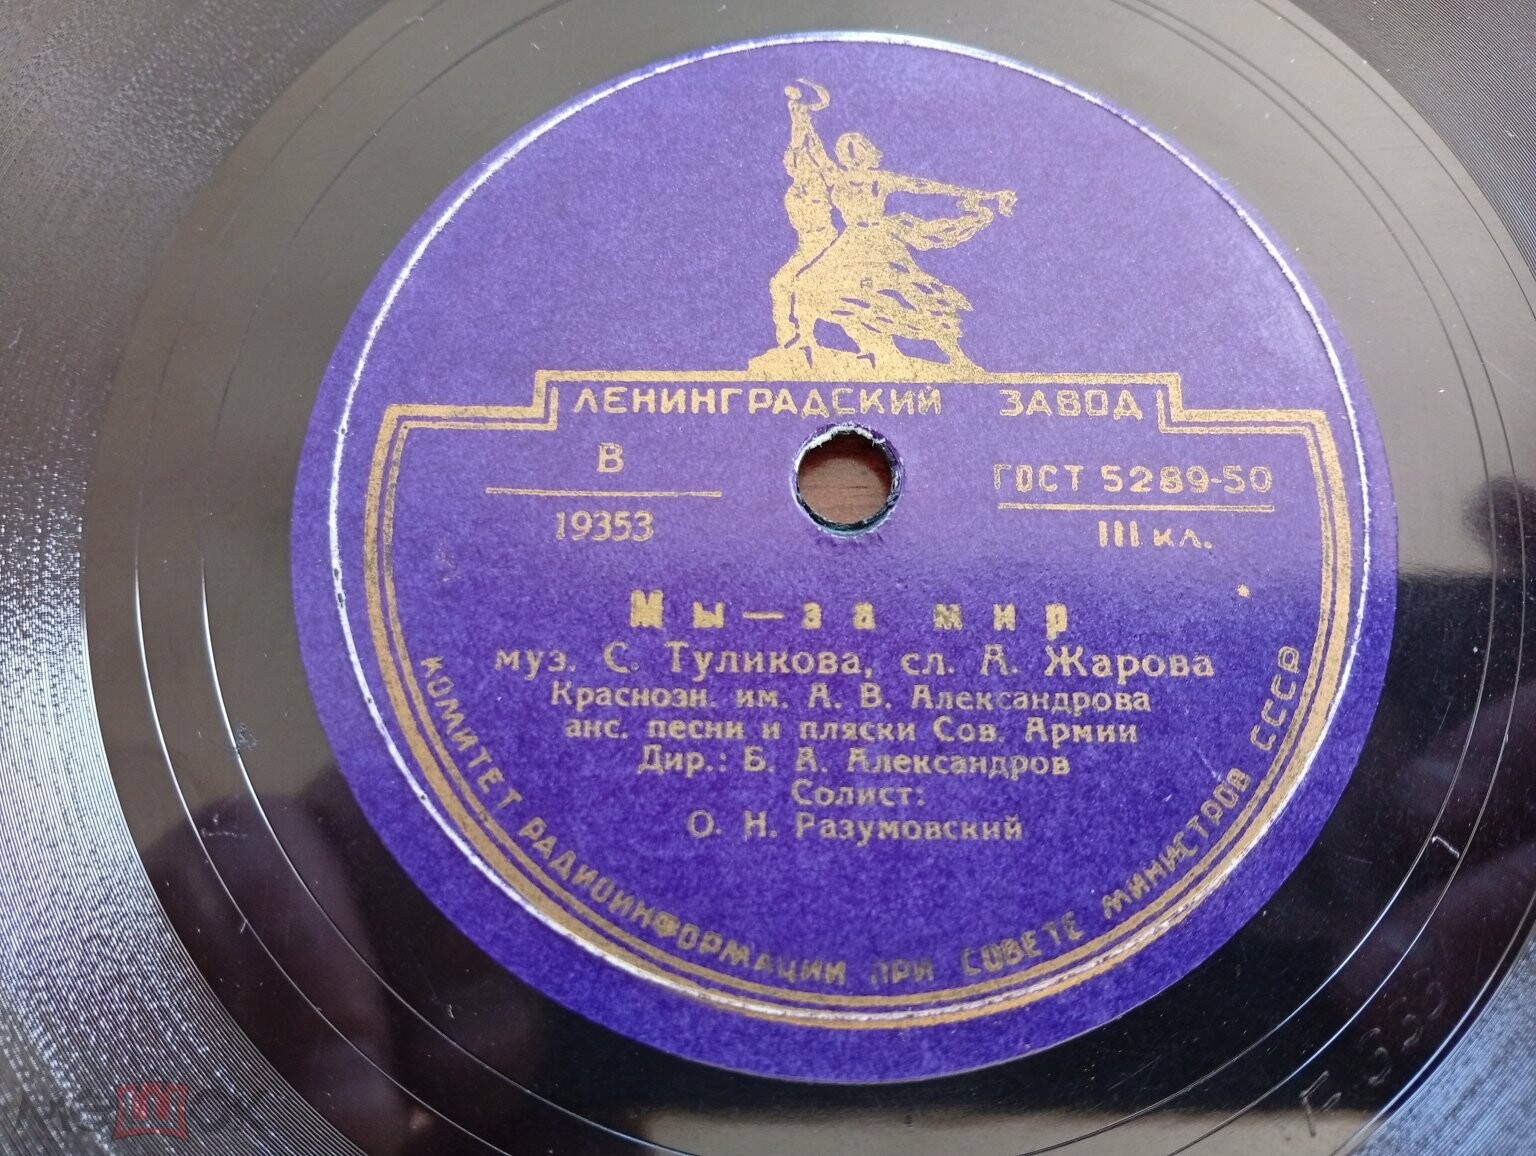 ЛЕНИНГРАДСКИЙ ЗАВОД
В
19353
ГОСТ 5289-50
III кл.
Мы — за мир
муз. С. Туликова, сл. А. Жарова
Краснозн. им. А. В. Александрова
анс. песни и пляски Сов. Армии
Дир.: Б. А. Александров
Солист:
О. Н. Разумовский
КОМИТЕТ РАДИОИНФОРМАЦИИ ПРИ СОВЕТЕ МИНИСТРОВ СССР